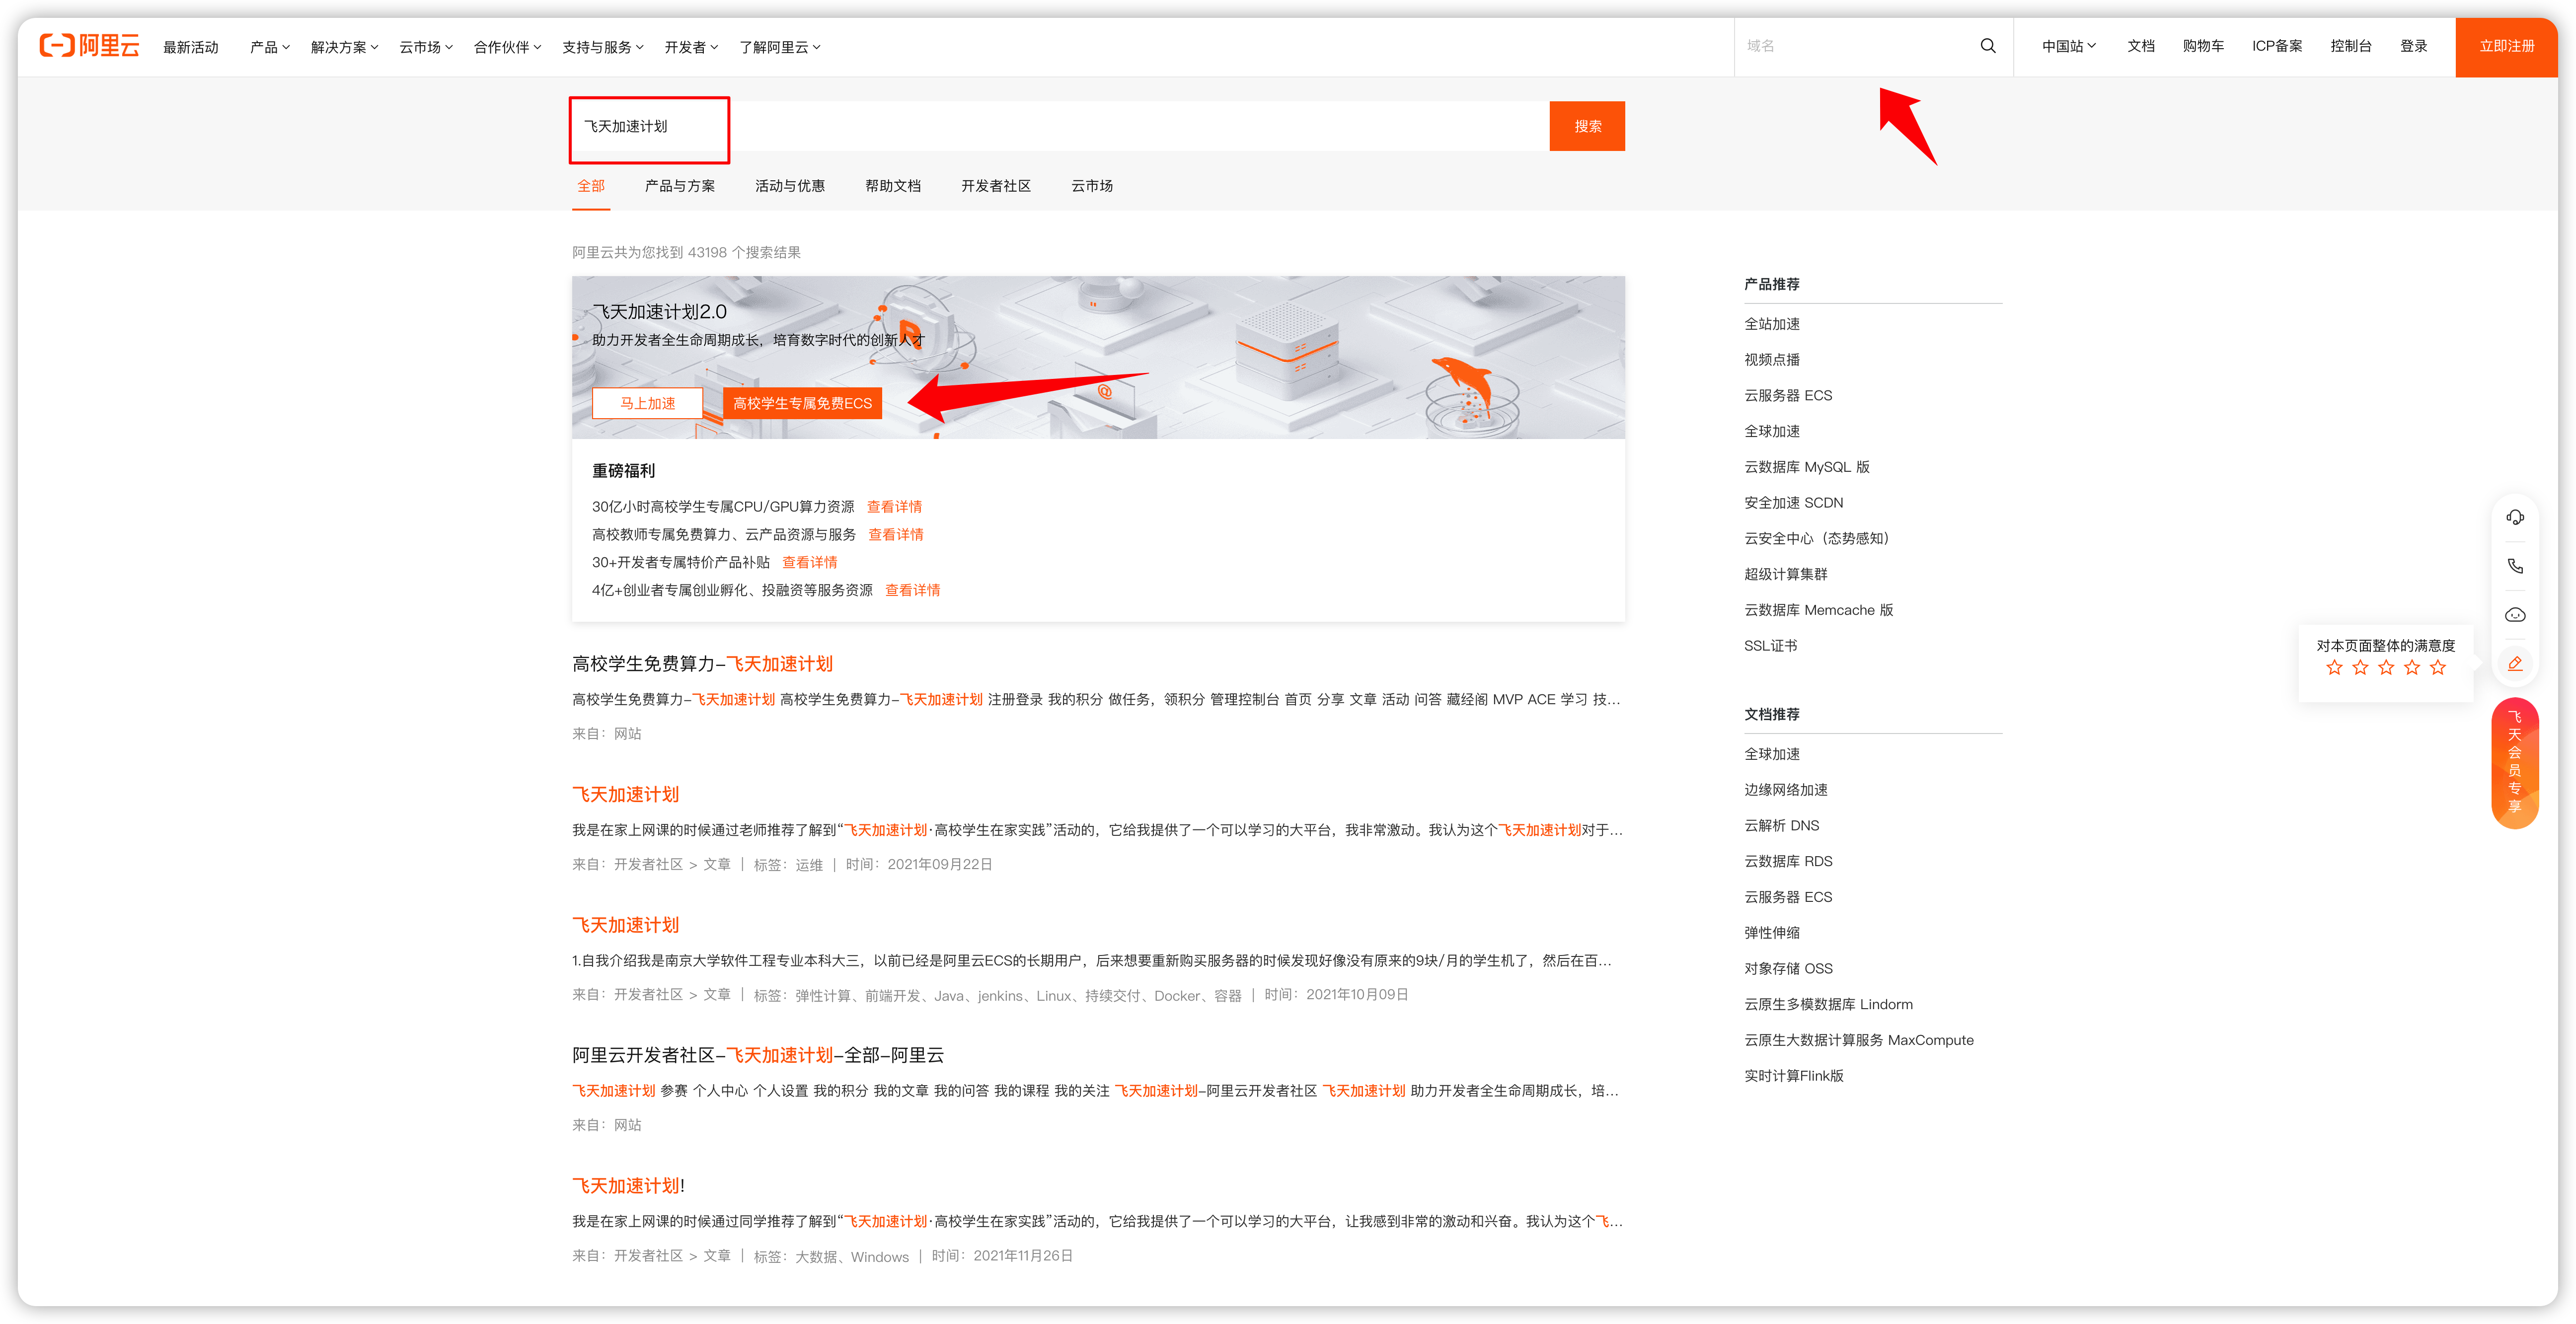 阿里云 最新活动 产品 解决方案 云市场 合作伙伴 支持与服务 开发者 了解阿里云 域名 中国站 文档 购物车 ICP备案 控制台 登录 立即注册
飞天加速计划 搜索
全部 产品与方案 活动与优惠 帮助文档 开发者社区 云市场
阿里云共为您找到 43198 个搜索结果
飞天加速计划2.0
助力开发者全生命周期成长，培育数字时代的创新人才
马上加速 高校学生专属免费ECS
重磅福利
30亿小时高校学生专属CPU/GPU算力资源 查看详情
高校教师专属免费算力、云产品资源与服务 查看详情
30+开发者专属特价产品补贴 查看详情
4亿+创业者专属创业孵化、投融资等服务资源 查看详情
高校学生免费算力-飞天加速计划
高校学生免费算力-飞天加速计划 高校学生免费算力-飞天加速计划 注册登录 我的积分 做任务，领积分 管理控制台 首页 分享 文章 活动 问答 藏经阁 MVP ACE 学习 技...
来自：网站
飞天加速计划
我是在家上网课的时候通过老师推荐了解到“飞天加速计划·高校学生在家实践”活动的，它给我提供了一个可以学习的大平台，我非常激动。我认为这个飞天加速计划对于...
来自：开发者社区 > 文章 | 标签：运维 | 时间：2021年09月22日
飞天加速计划
1.自我介绍我是南京大学软件工程专业本科大三，以前已经是阿里云ECS的长期用户，后来想要重新购买服务器的时候发现好像没有原来的9块/月的学生机了，然后在百...
来自：开发者社区 > 文章 | 标签：弹性计算、前端开发、Java、jenkins、Linux、持续交付、Docker、容器 | 时间：2021年10月09日
阿里云开发者社区-飞天加速计划-全部-阿里云
飞天加速计划 参赛 个人中心 个人设置 我的积分 我的文章 我的问答 我的课程 我的关注 飞天加速计划-阿里云开发者社区 飞天加速计划 助力开发者全生命周期成长，培...
来自：网站
飞天加速计划!
我是在家上网课的时候通过同学推荐了解到“飞天加速计划·高校学生在家实践”活动的，它给我提供了一个可以学习的大平台，让我感到非常的激动和兴奋。我认为这个飞...
来自：开发者社区 > 文章 | 标签：大数据、Windows | 时间：2021年11月26日
产品推荐
全站加速
视频点播
云服务器 ECS
全球加速
云数据库 MySQL 版
安全加速 SCDN
云安全中心（态势感知）
超级计算集群
云数据库 Memcache 版
SSL证书
文档推荐
全球加速
边缘网络加速
云解析 DNS
云数据库 RDS
云服务器 ECS
弹性伸缩
对象存储 OSS
云原生多模数据库 Lindorm
云原生大数据计算服务 MaxCompute
实时计算Flink版
对本页面整体的满意度
飞天会员专享